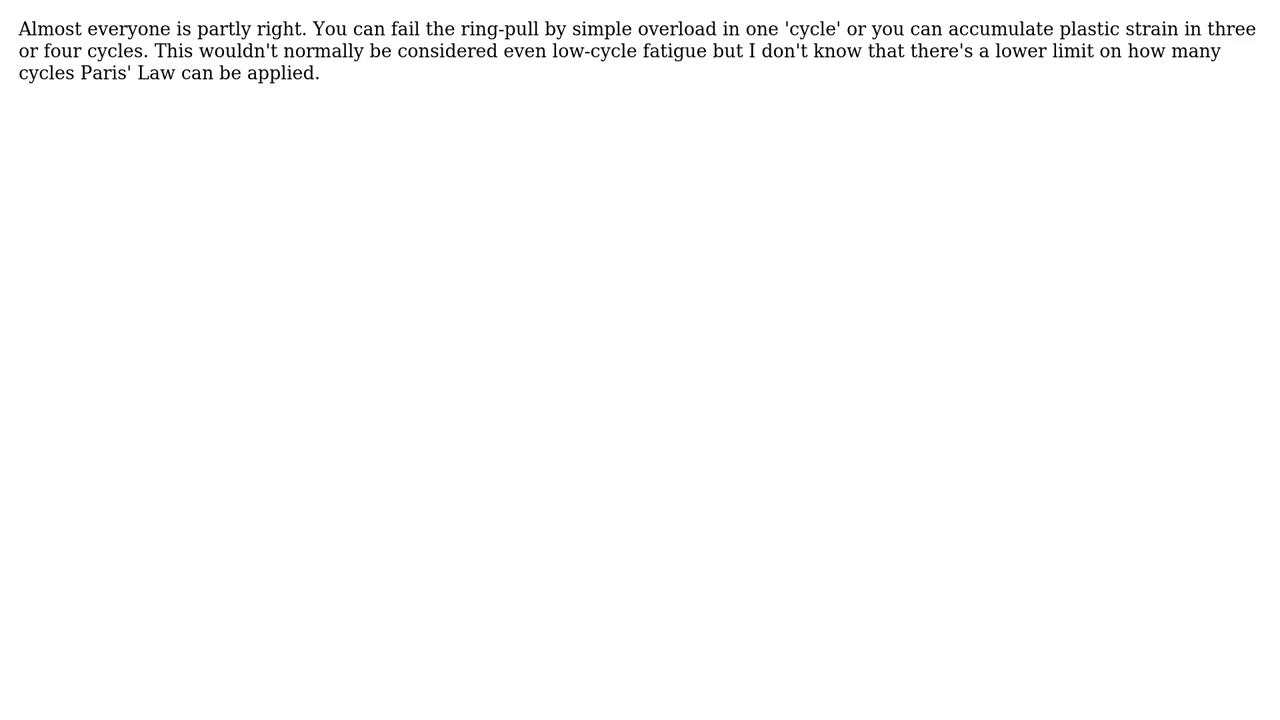 Almost everyone is partly right. You can fail the ring-pull by simple overload in one 'cycle' or you can accumulate plastic strain in three
or four cycles. This wouldn't normally be considered even low-cycle fatigue but I don't know that there's a lower limit on how many
cycles Paris' Law can be applied.